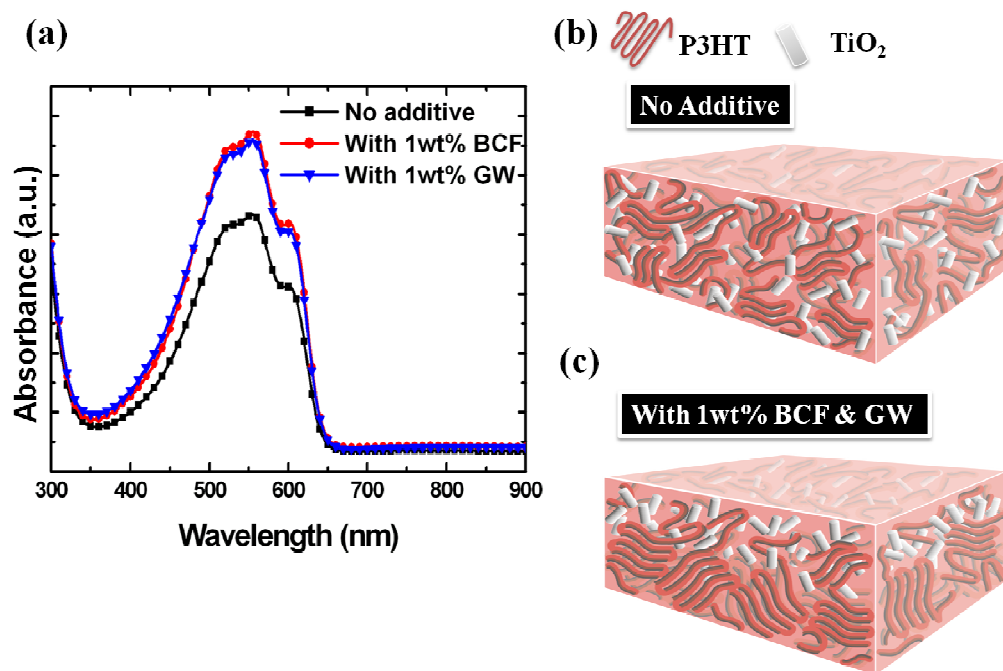 (a)
No additive
With 1wt% BCF
With 1wt% GW
Absorbance (a.u.)
300 400 500 600 700 800 900
Wavelength (nm)
(b)
P3HT
TiO2
No Additive
(c)
With 1wt% BCF & GW